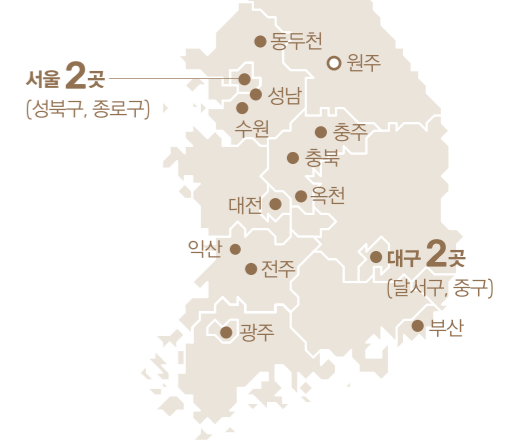 동두천
원주
서울 2곳
(성북구, 종로구)
성남
수원
충주
충북
옥천
대전
익산
대구 2곳
전주
(달서구, 중구)
부산
광주